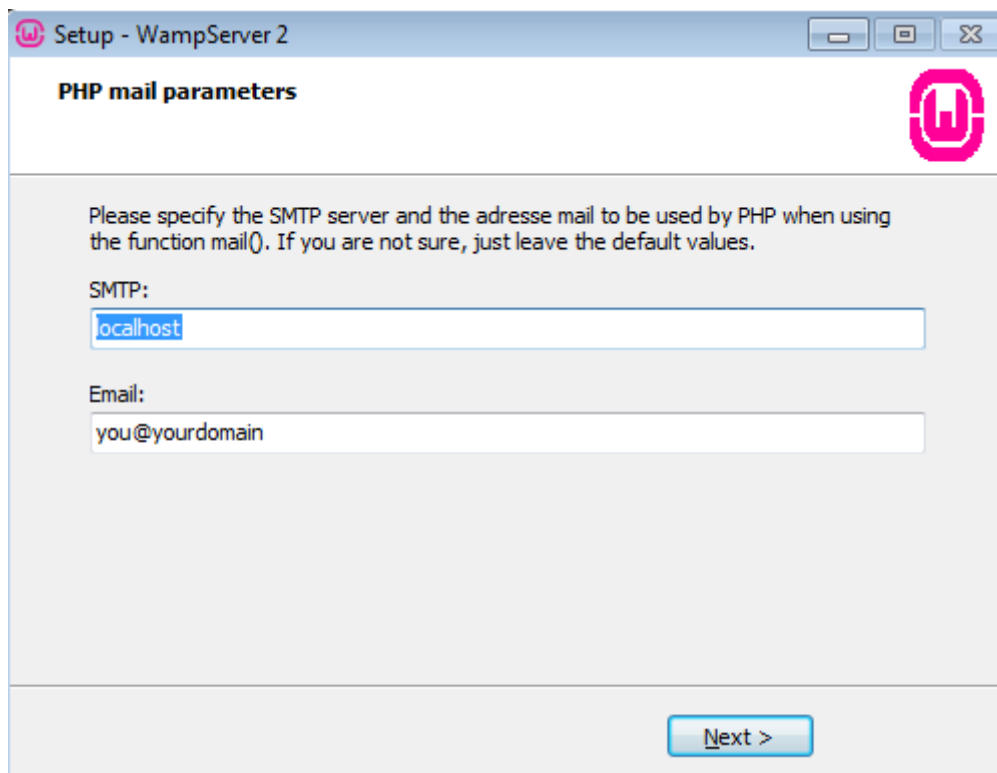 Setup - WampServer 2
PHP mail parameters
Please specify the SMTP server and the adresse mail to be used by PHP when using
the function mail(). If you are not sure, just leave the default values.
SMTP:
localhost
Email:
you@yourdomain
Next >